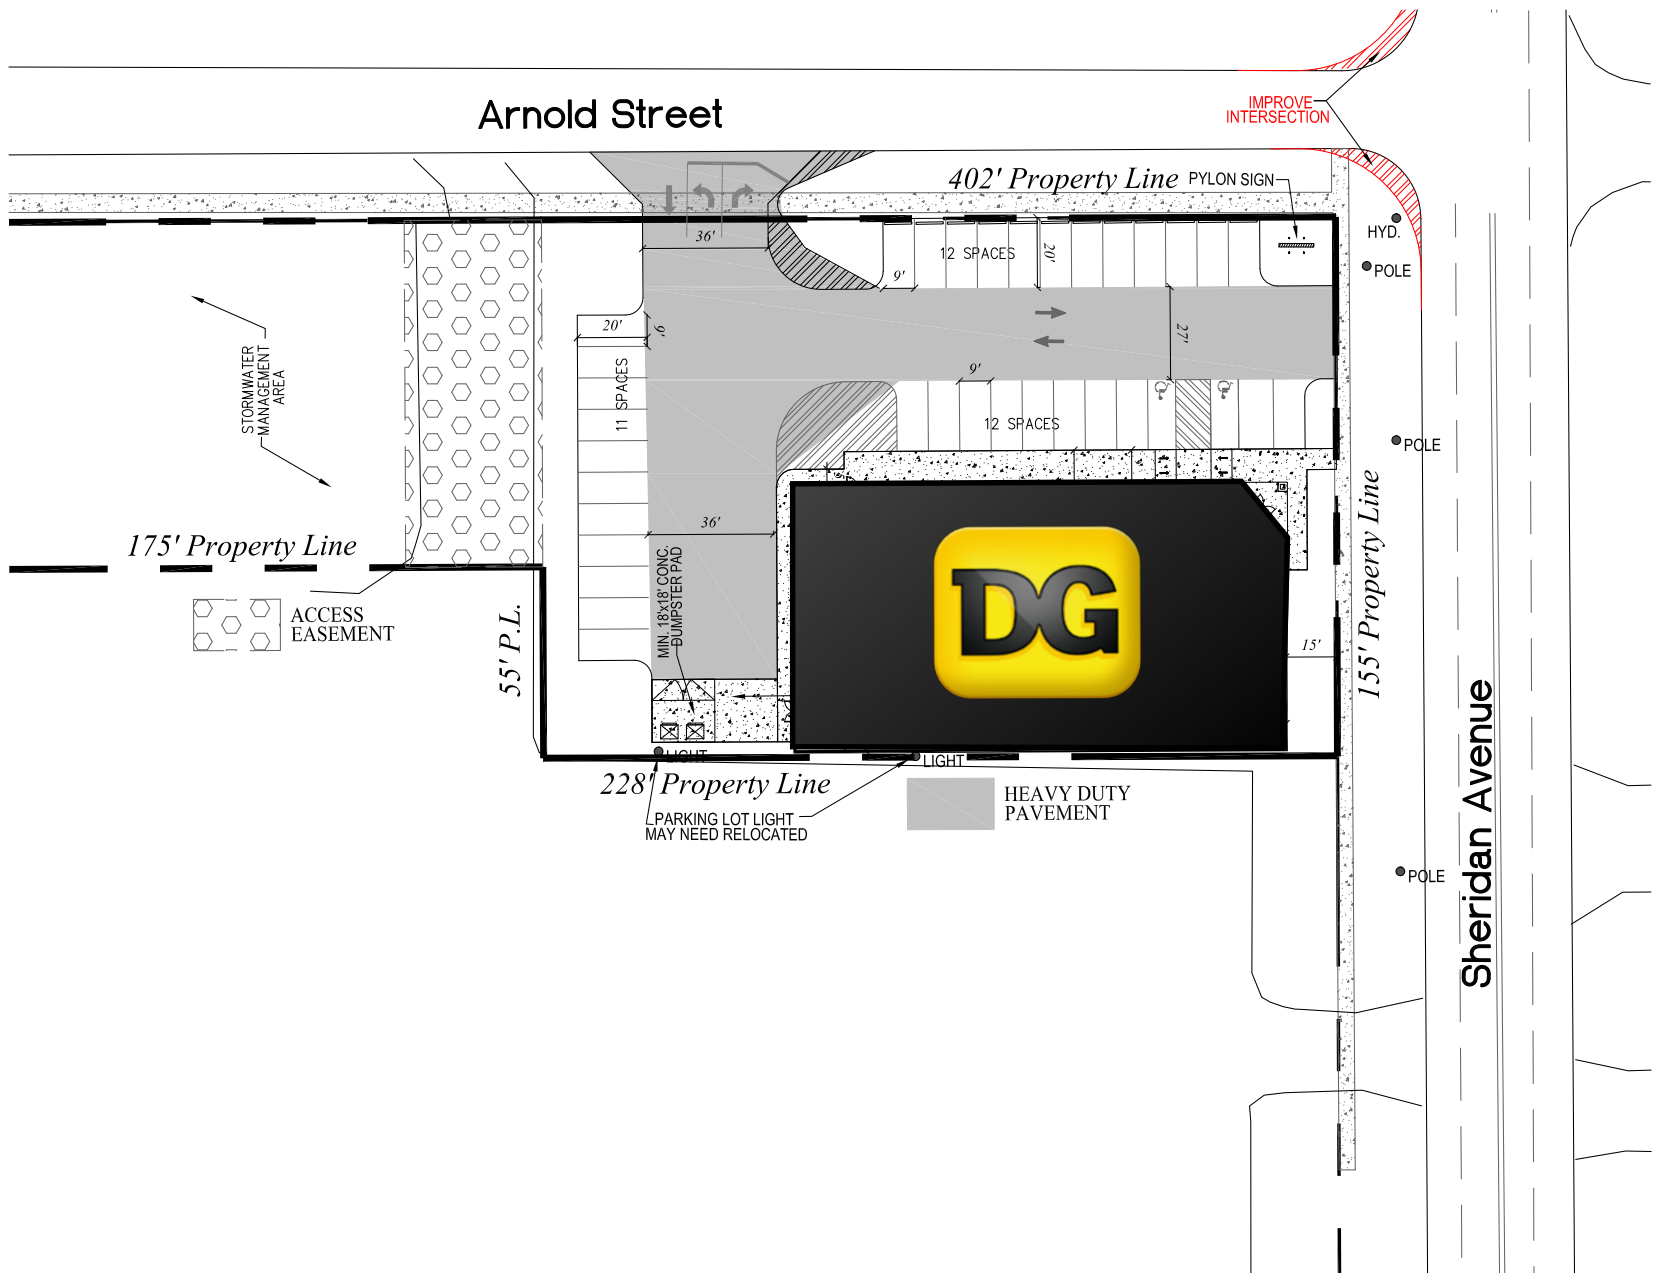 Arnold Street
IMPROVE
INTERSECTION
402' Property Line
PYLON SIGN
HYD.
POLE
36'
12 SPACES
20'
9'
27'
20'
9'
11 SPACES
9'
12 SPACES
POLE
STORMWATER
MANAGEMENT
AREA
175' Property Line
ACCESS
EASEMENT
55' P.L.
36'
MIN. 18'x18' CONC.
DUMPSTER PAD
DG
15'
155' Property Line
LIGHT
LIGHT
228' Property Line
PARKING LOT LIGHT
MAY NEED RELOCATED
HEAVY DUTY
PAVEMENT
POLE
Sheridan Avenue